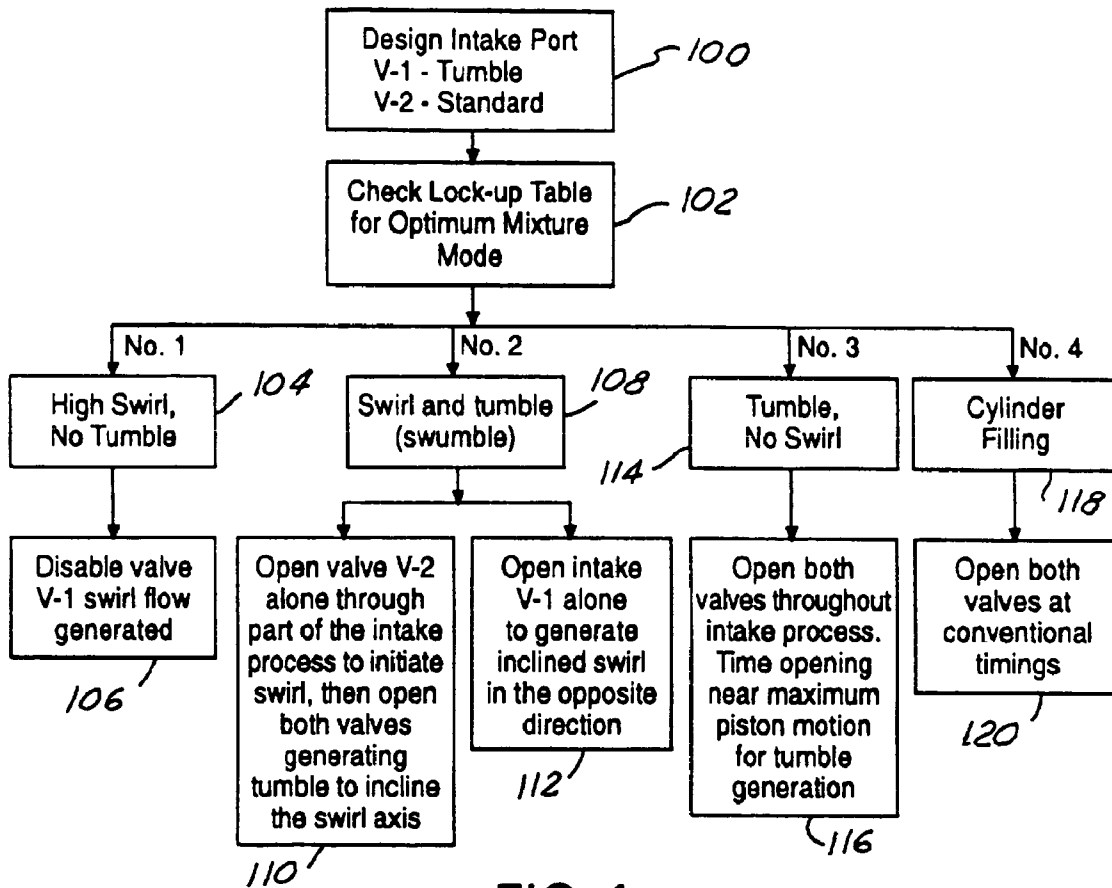 Design Intake Port
V-1 - Tumble
V-2 - Standard
100
Check Lock-up Table
for Optimum Mixture
Mode
102
No. 1
No. 2
No. 3
No. 4
High Swirl,
No Tumble
104
Swirl and tumble
(swumble)
108
Tumble,
No Swirl
114
Cylinder
Filling
118
Disable valve
V-1 swirl flow
generated
106
Open valve V-2
alone through
part of the intake
process to initiate
swirl, then open
both valves
generating
tumble to incline
the swirl axis
110
Open intake
V-1 alone
to generate
inclined swirl
in the opposite
direction
112
Open both
valves throughout
intake process.
Time opening
near maximum
piston motion
for tumble
generation
116
Open both
valves at
conventional
timings
120